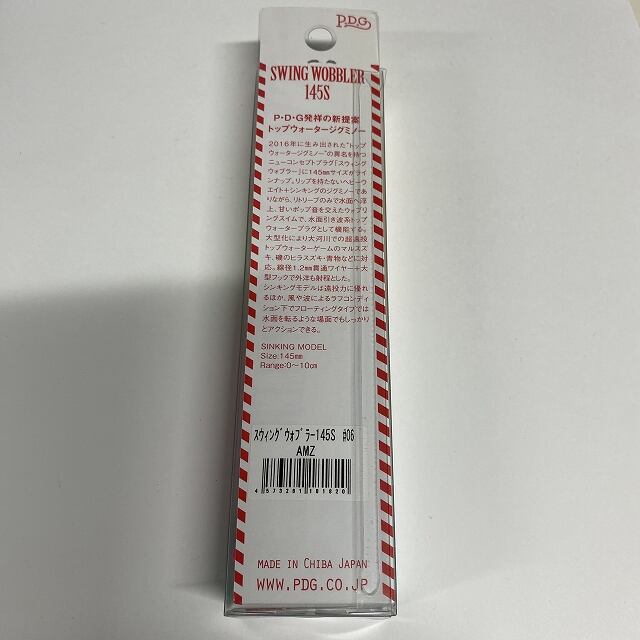 P.D.G
SWING WOBBLER
145S
P・D・G発祥の新提案
トップウォータージグミノー
2016年に生み出された"トップ
ウォータージグミノー"の異名を持つ
ニューコンセプトプラグ「スウィング
ウォブラー」に145mmサイズがライ
ンナップ。リップを持たないヘビーウ
エイト+シンキングのジグミノーであ
りながら、リトリーブのみで水面へ浮
上、甘いポップ音を交えたウォブリ
ングスイムで、水面引き波系トップ
ウォータープラグとして機能する。
大型化により大河川での超遠投
トップウォーターゲームのマルスズ
キ、磯のヒラスズキ・青物などに対
応。線径1.2mm貫通ワイヤー+大
型フックで外洋も射程とした。
シンキングモデルは遠投力に優れ
るほか、風や波によるラフコンディ
ション下でフローティングタイプでは
水面を転るような場面でもしっかり
とアクションできる。
SINKING MODEL
Size:145mm
Range:0〜10cm
スウィングウォブラー145S #06
AMZ
4573261181820
MADE IN CHIBA JAPAN
WWW.PDG.CO.JP